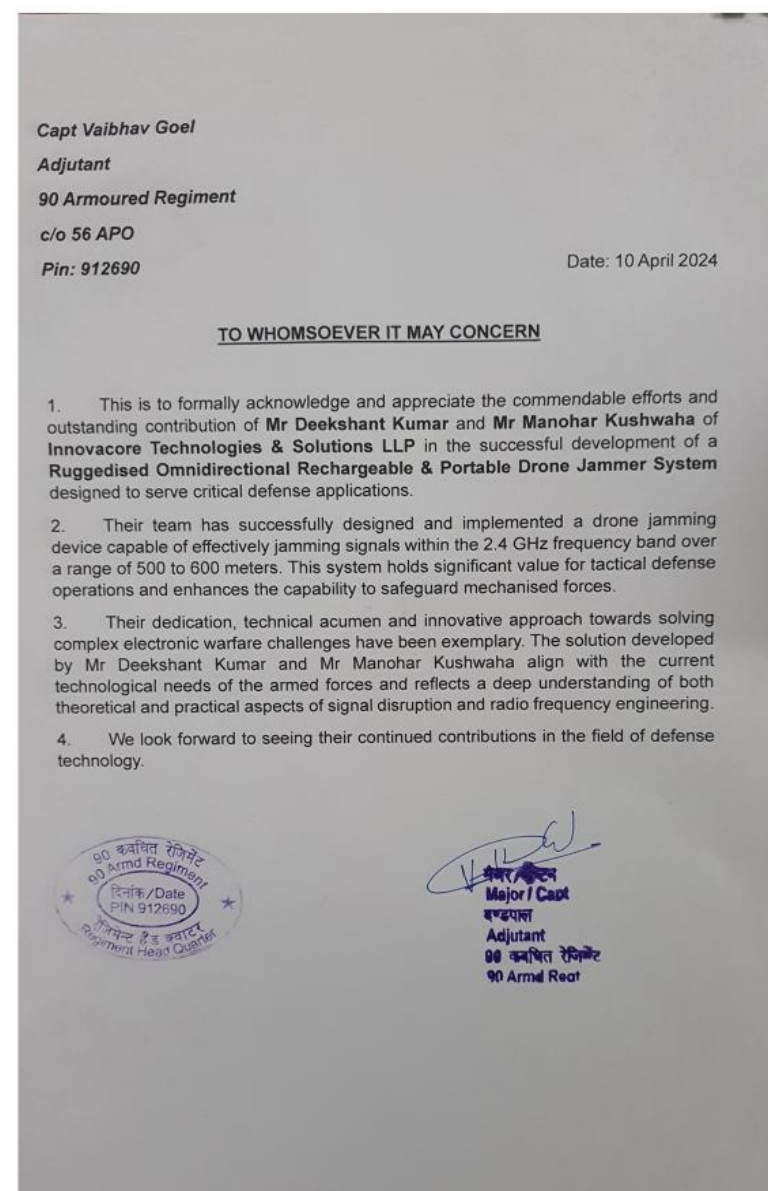 Capt Vaibhav Goel
Adjutant
90 Armoured Regiment
c/o 56 APO
Pin: 912690
Date: 10 April 2024
TO WHOMSOEVER IT MAY CONCERN
1. This is to formally acknowledge and appreciate the commendable efforts and
outstanding contribution of Mr Deekshant Kumar and Mr Manohar Kushwaha of
Innovacore Technologies & Solutions LLP in the successful development of a
Ruggedised Omnidirectional Rechargeable & Portable Drone Jammer System
designed to serve critical defense applications.
2. Their team has successfully designed and implemented a drone jamming
device capable of effectively jamming signals within the 2.4 GHz frequency band over
a range of 500 to 600 meters. This system holds significant value for tactical defense
operations and enhances the capability to safeguard mechanised forces.
3. Their dedication, technical acumen and innovative approach towards solving
complex electronic warfare challenges have been exemplary. The solution developed
by Mr Deekshant Kumar and Mr Manohar Kushwaha align with the current
technological needs of the armed forces and reflects a deep understanding of both
theoretical and practical aspects of signal disruption and radio frequency engineering.
4. We look forward to seeing their continued contributions in the field of defense
technology.
90 कवचित रेजिमेंट
90 Armd Regiment
दिनांक/Date
PIN 912690
रेजिमेन्ट हैड क्वाटर
Regiment Head Quarter
मेजर/कैप्टन
Major / Capt
Adjutant
90 कवचित रेजिमेंट
90 Armd Regt